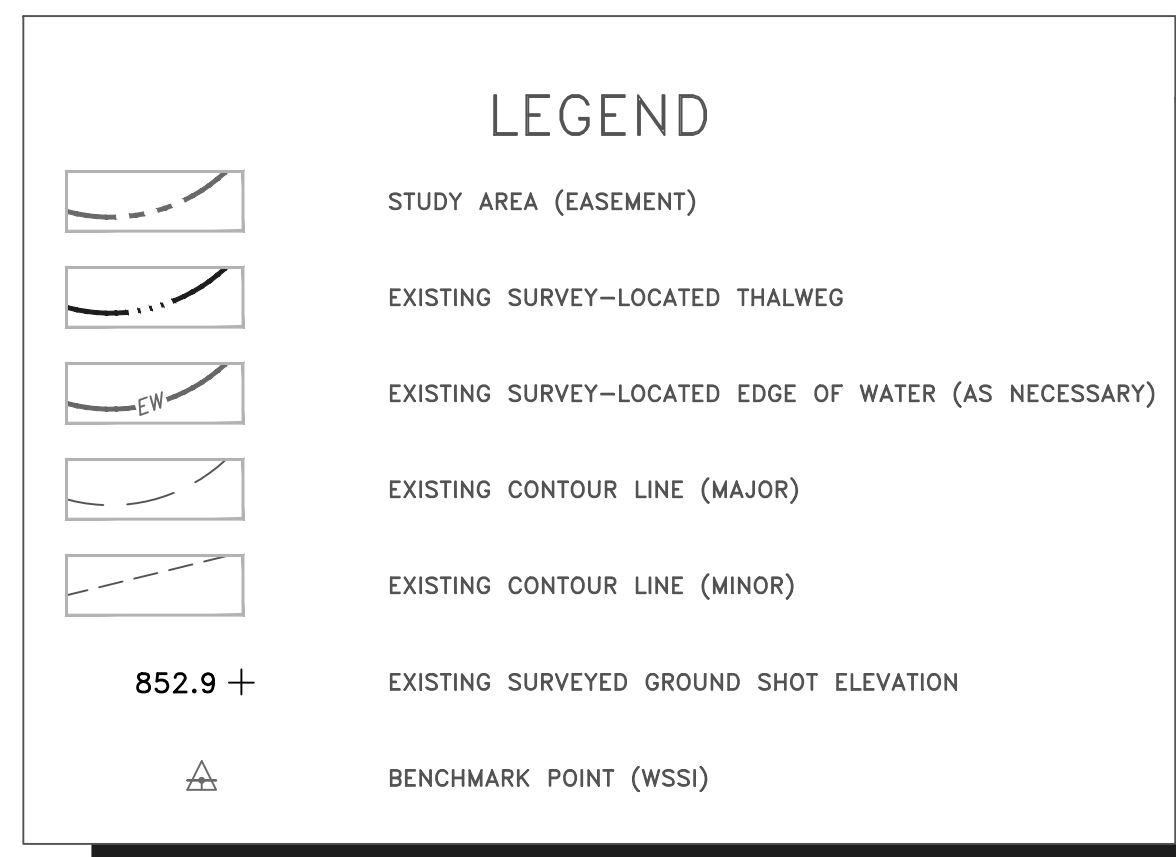 LEGEND
STUDY AREA (EASEMENT)
EXISTING SURVEY-LOCATED THALWEG
EW EXISTING SURVEY-LOCATED EDGE OF WATER (AS NECESSARY)
EXISTING CONTOUR LINE (MAJOR)
EXISTING CONTOUR LINE (MINOR)
852.9 + EXISTING SURVEYED GROUND SHOT ELEVATION
BENCHMARK POINT (WSSI)